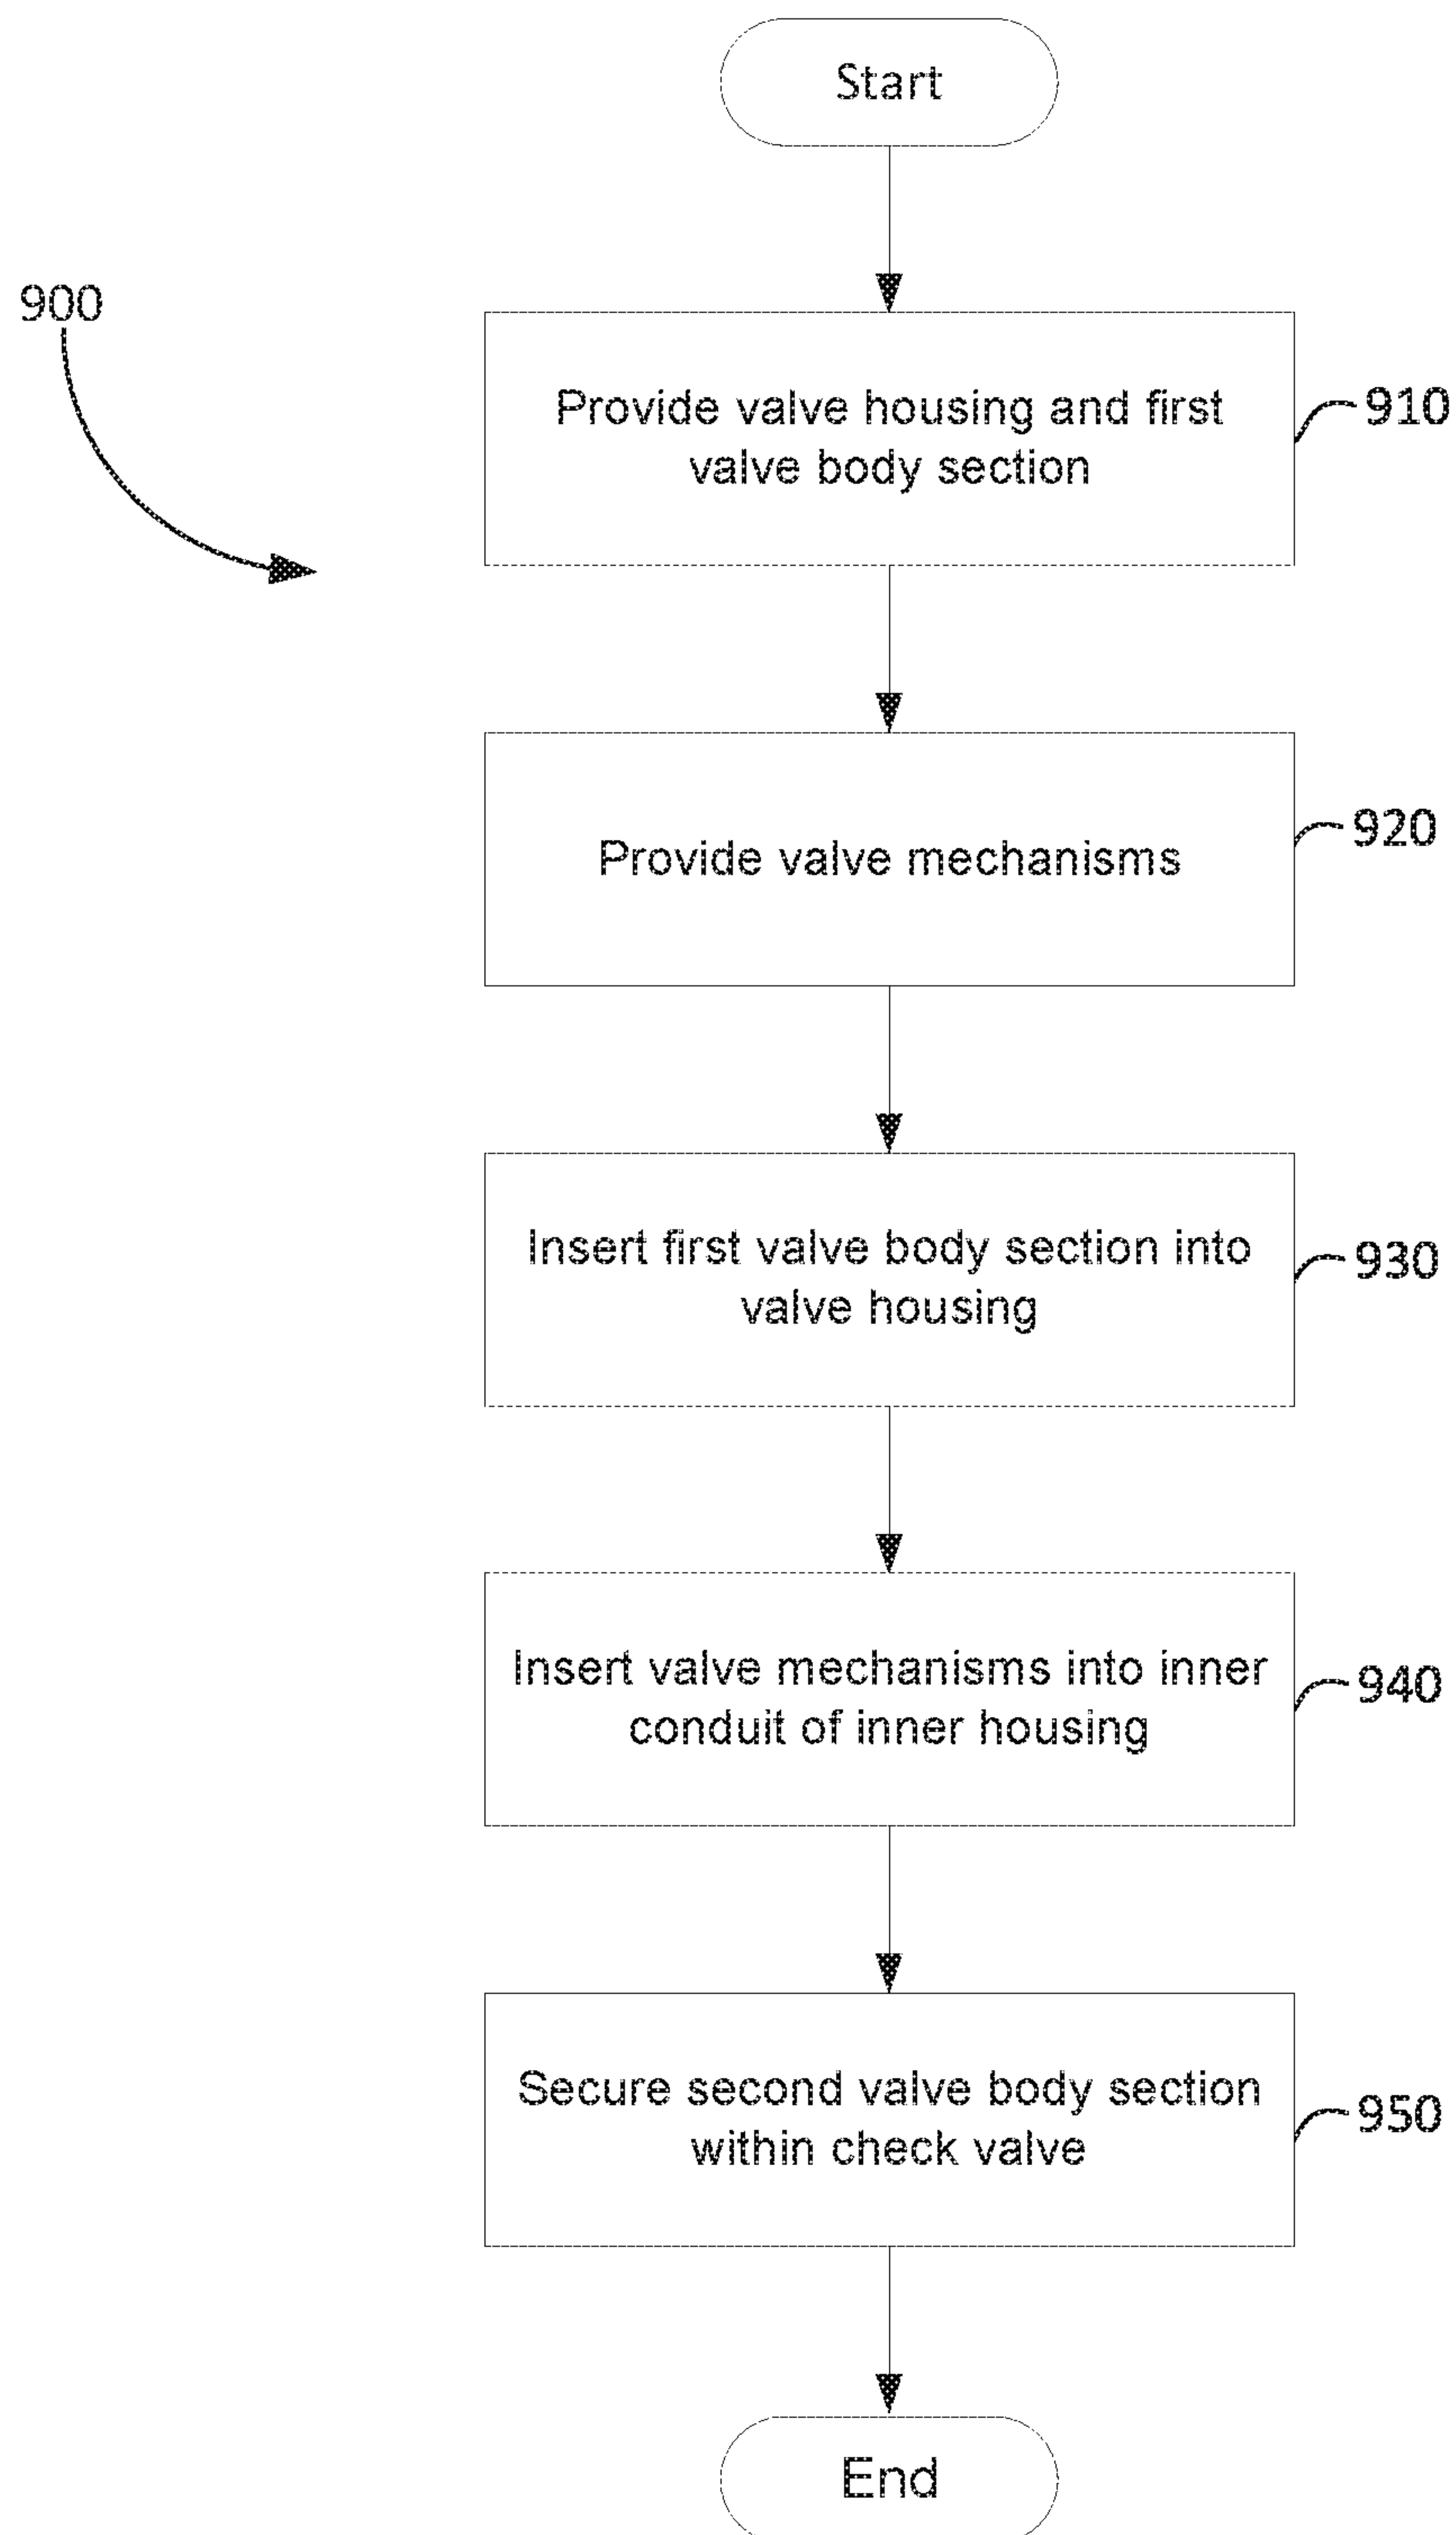 Start
900
Provide valve housing and first
valve body section
910
Provide valve mechanisms
920
Insert first valve body section into
valve housing
930
Insert valve mechanisms into inner
conduit of inner housing
940
Secure second valve body section
within check valve
950
End